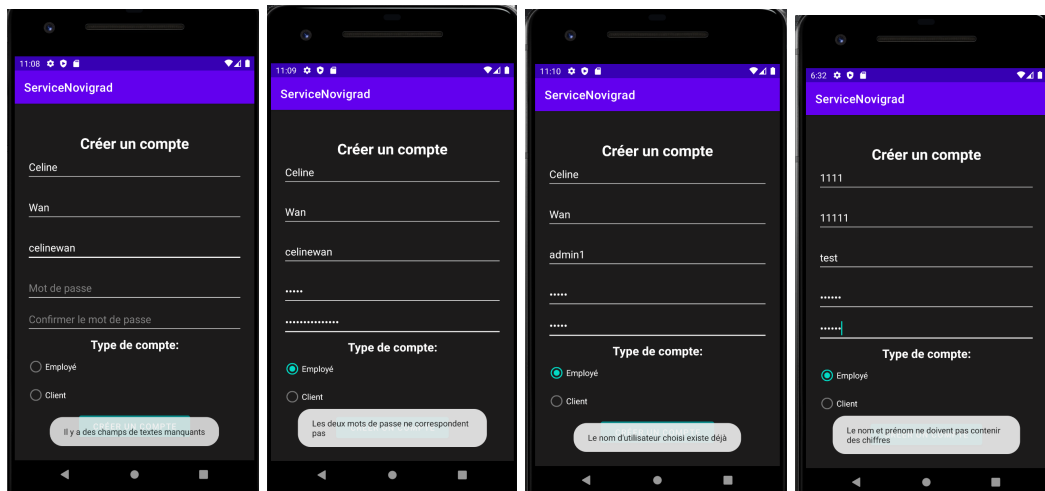 11:08
ServiceNovigrad
Créer un compte
Celine
Wan
celinewan
Mot de passe
Confirmer le mot de passe
Type de compte:
Employé
Client
Il y a des champs de textes manquants
11:09
ServiceNovigrad
Créer un compte
Celine
Wan
celinewan
•••••
••••••••••••••
Type de compte:
Employé
Client
Les deux mots de passe ne correspondent
pas
11:10
ServiceNovigrad
Créer un compte
Celine
Wan
admin1
•••••
•••••
Type de compte:
Employé
Client
Le nom d'utilisateur choisi existe déjà
6:32
ServiceNovigrad
Créer un compte
1111
11111
test
••••••
••••••
Type de compte:
Employé
Client
Le nom et prénom ne doivent pas contenir
des chiffres